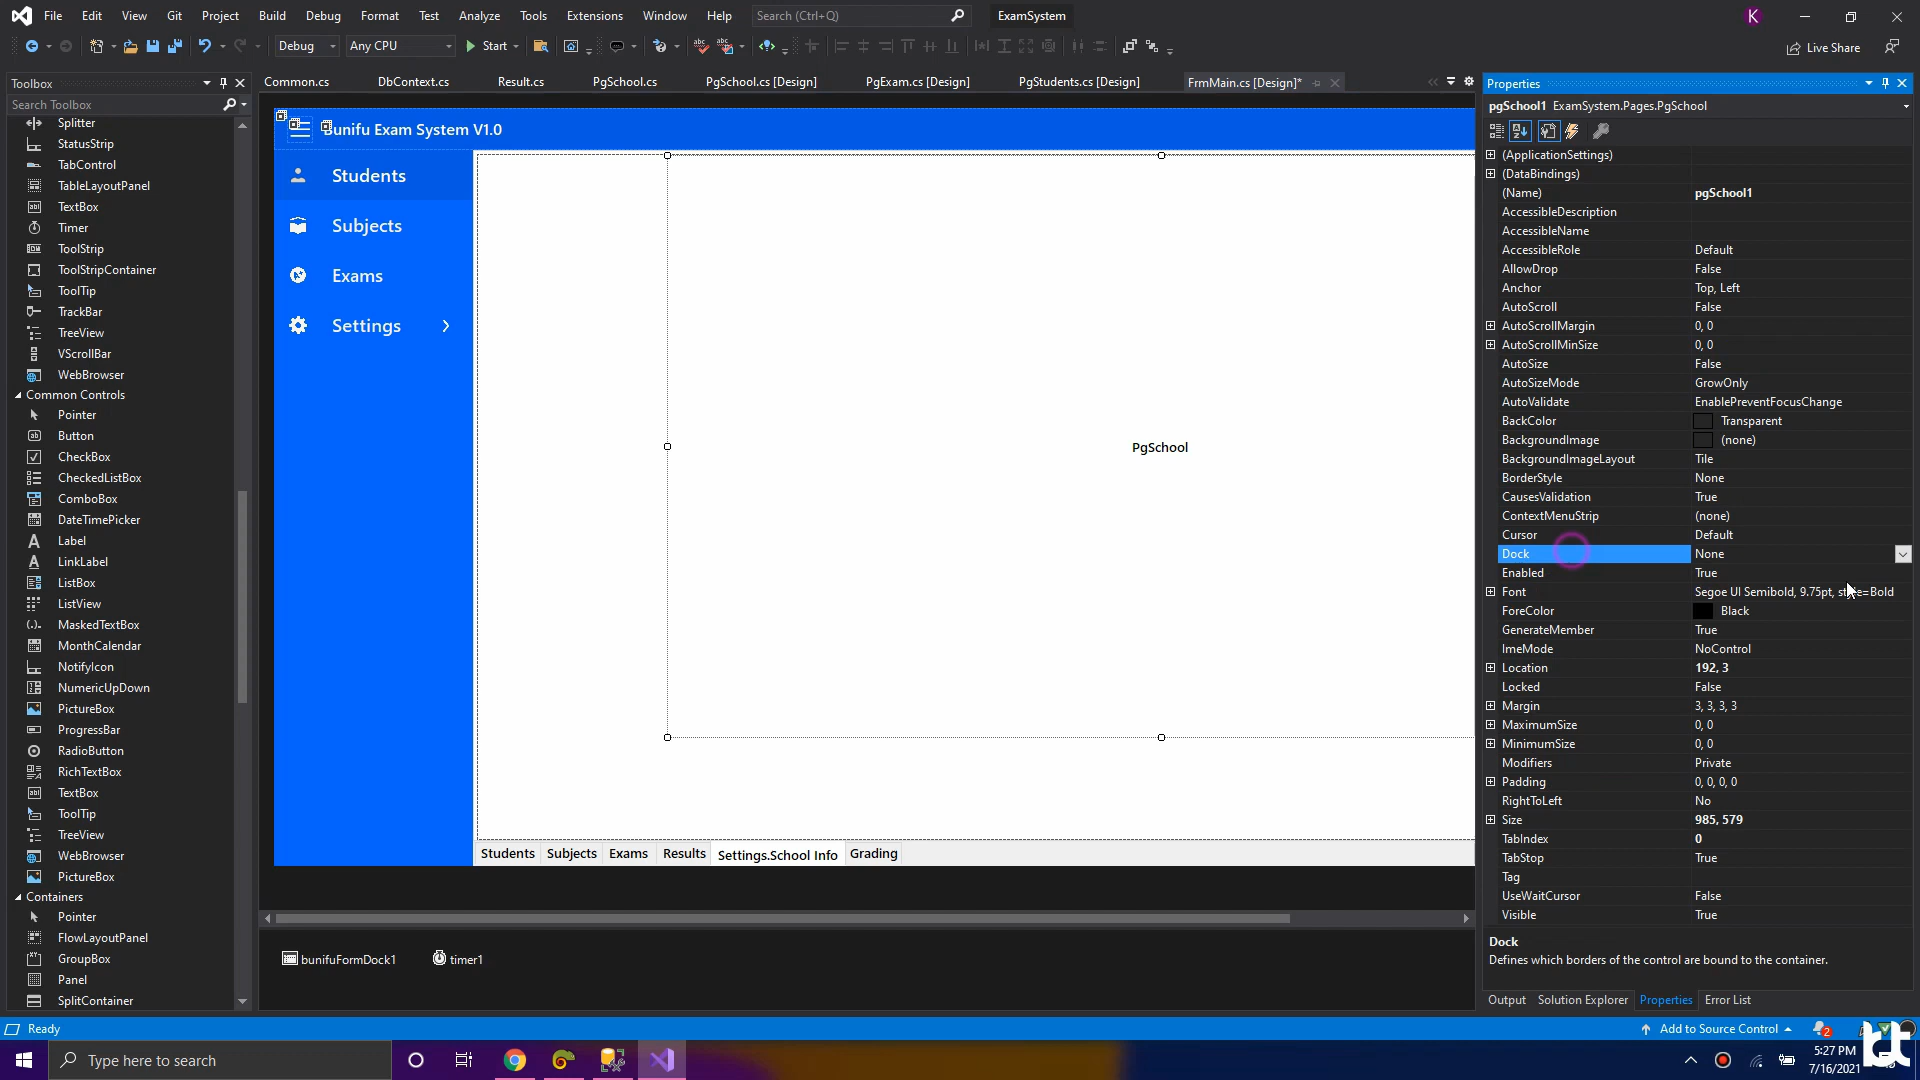 File Edit View Git Project Build Debug Format Test Analyze Tools Extensions Window Help Search (Ctrl+Q) ExamSystem K
Debug Any CPU Start Live Share
Toolbox
Search Toolbox
Splitter
StatusStrip
TabControl
TableLayoutPanel
TextBox
Timer
ToolStrip
ToolStripContainer
ToolTip
TrackBar
TreeView
VScrollBar
WebBrowser
Common Controls
Pointer
Button
CheckBox
CheckedListBox
ComboBox
DateTimePicker
Label
LinkLabel
ListBox
ListView
MaskedTextBox
MonthCalendar
NotifyIcon
NumericUpDown
PictureBox
ProgressBar
RadioButton
RichTextBox
TextBox
ToolTip
TreeView
WebBrowser
PictureBox
Containers
Pointer
FlowLayoutPanel
GroupBox
Panel
SplitContainer
Common.cs DbContext.cs Result.cs PgSchool.cs PgSchool.cs [Design] PgExam.cs [Design] PgStudents.cs [Design] FrmMain.cs [Design]*
Bunifu Exam System V1.0
Students
Subjects
Exams
Settings
PgSchool
Students Subjects Exams Results Settings.School Info Grading
bunifuFormDock1 timer1
Properties
pgSchool1 ExamSystem.Pages.PgSchool
(ApplicationSettings)
(DataBindings)
(Name) pgSchool1
AccessibleDescription
AccessibleName
AccessibleRole Default
AllowDrop False
Anchor Top, Left
AutoScroll False
AutoScrollMargin 0, 0
AutoScrollMinSize 0, 0
AutoSize False
AutoSizeMode GrowOnly
AutoValidate EnablePreventFocusChange
BackColor Transparent
BackgroundImage (none)
BackgroundImageLayout Tile
BorderStyle None
CausesValidation True
ContextMenuStrip (none)
Cursor Default
Dock None
Enabled True
Font Segoe UI Semibold, 9.75pt, style=Bold
ForeColor Black
GenerateMember True
ImeMode NoControl
Location 192, 3
Locked False
Margin 3, 3, 3, 3
MaximumSize 0, 0
MinimumSize 0, 0
Modifiers Private
Padding 0, 0, 0, 0
RightToLeft No
Size 985, 579
TabIndex 0
TabStop True
Tag
UseWaitCursor False
Visible True
Dock
Defines which borders of the control are bound to the container.
Output Solution Explorer Properties Error List
Ready Add to Source Control 2
Type here to search 5:27 PM
7/16/2021